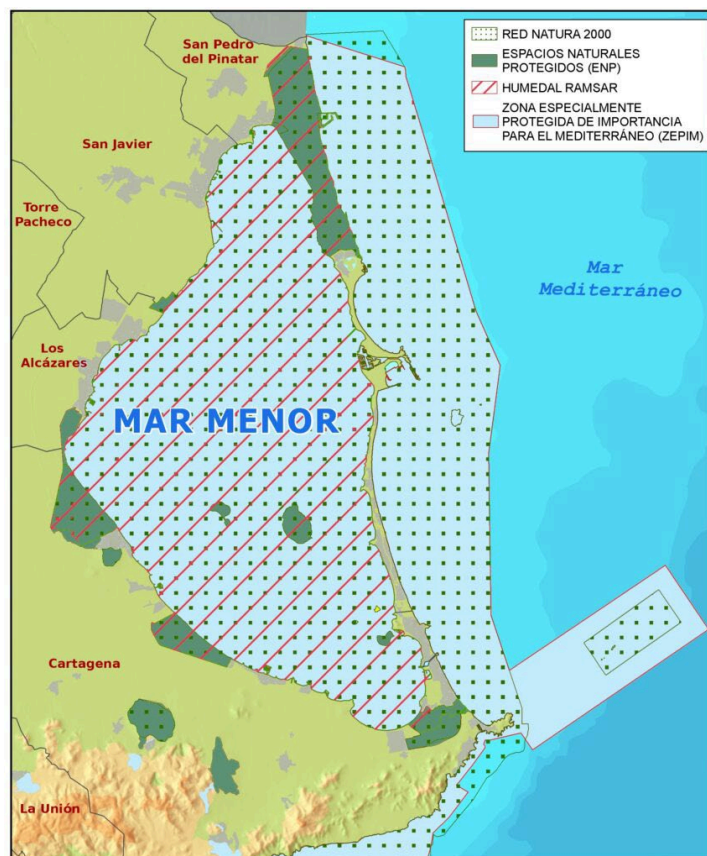 RED NATURA 2000
ESPACIOS NATURALES
PROTEGIDOS (ENP)
HUMEDAL RAMSAR
ZONA ESPECIALMENTE
PROTEGIDA DE IMPORTANCIA
PARA EL MEDITERRÁNEO (ZEPIM)
San Pedro
del Pinatar
San Javier
Torre
Pacheco
Mar
Mediterráneo
Los
Alcázares
MAR MENOR
Cartagena
La Unión